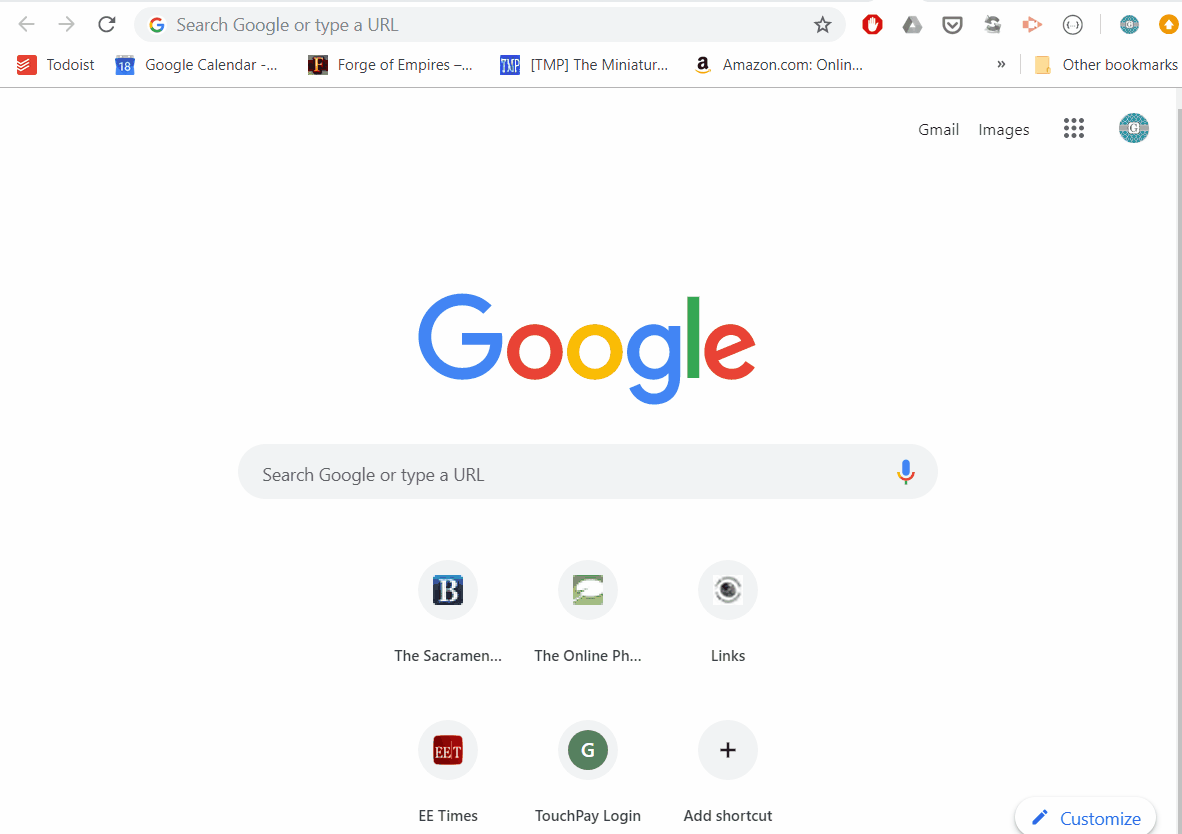 Search Google or type a URL
Todoist
18
Google Calendar -...
F
Forge of Empires –...
TMP
[TMP] The Miniatur...
a
Amazon.com: Onlin...
»
Other bookmarks
Gmail
Images
G
Google
Search Google or type a URL
B
The Sacramen...
The Online Ph...
Links
EET
G
EE Times
TouchPay Login
Add shortcut
Customize